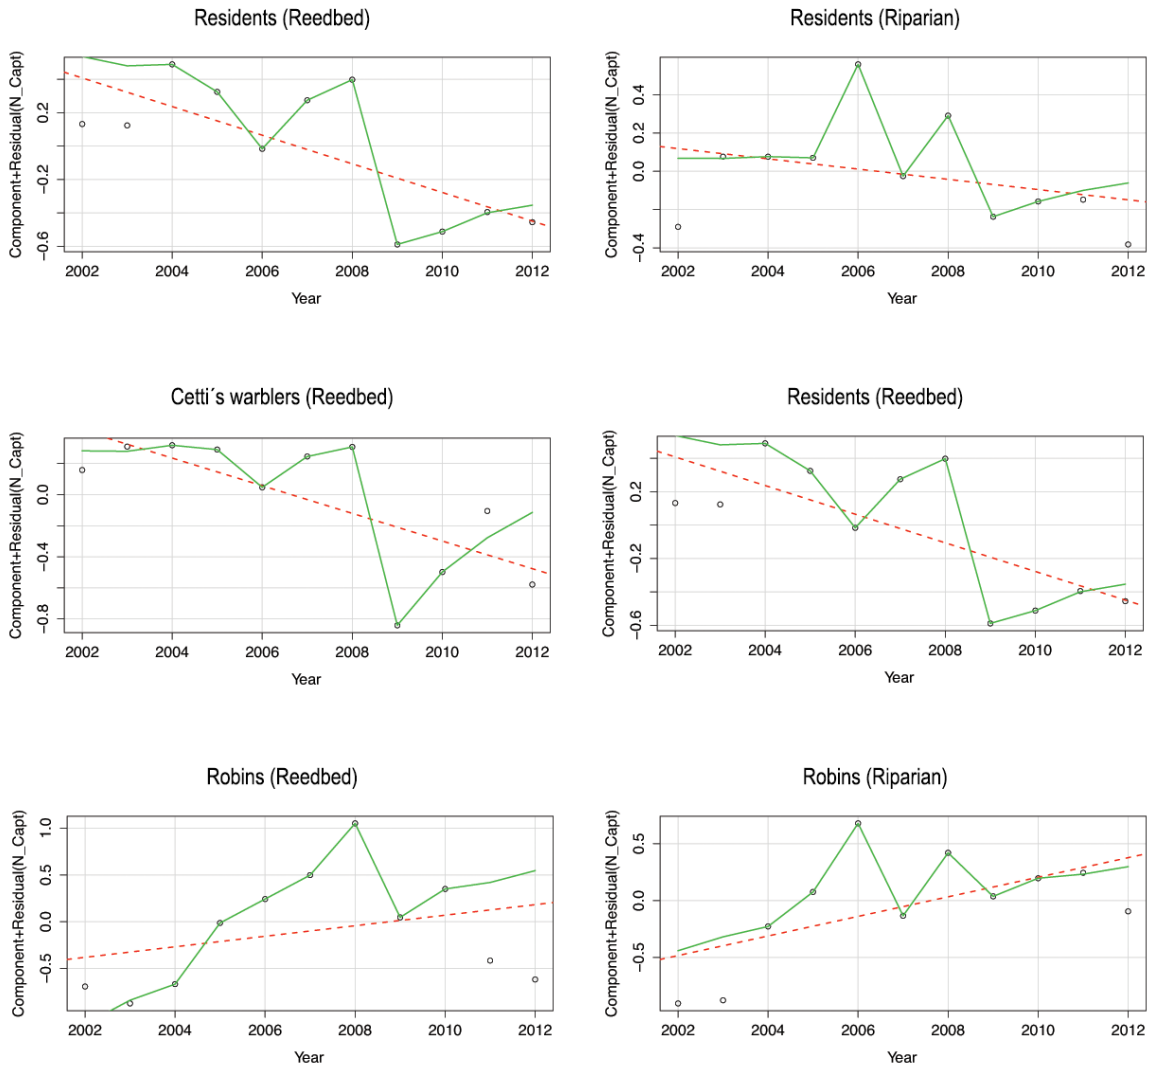 Residents (Reedbed)
Component+Residual(N_Capt)
0.2
−0.2
−0.6
2002 2004 2006 2008 2010 2012
Year
Residents (Riparian)
Component+Residual(N_Capt)
0.4
0.2
0.0
−0.4
2002 2004 2006 2008 2010 2012
Year
Cetti´s warblers (Reedbed)
Component+Residual(N_Capt)
0.0
−0.4
−0.8
2002 2004 2006 2008 2010 2012
Year
Residents (Reedbed)
Component+Residual(N_Capt)
0.2
−0.2
−0.6
2002 2004 2006 2008 2010 2012
Year
Robins (Reedbed)
Component+Residual(N_Capt)
1.0
0.5
0.0
−0.5
2002 2004 2006 2008 2010 2012
Year
Robins (Riparian)
Component+Residual(N_Capt)
0.5
0.0
−0.5
2002 2004 2006 2008 2010 2012
Year